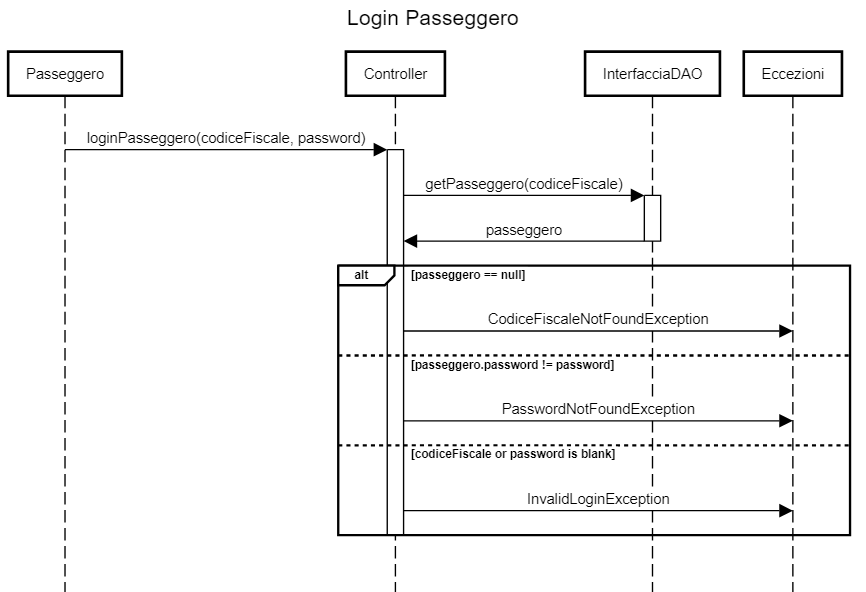 Login Passeggero
Passeggero
Controller
InterfacciaDAO
Eccezioni
loginPasseggero(codiceFiscale, password)
getPasseggero(codiceFiscale)
passeggero
alt
[passeggero == null]
CodiceFiscaleNotFoundException
[passeggero.password != password]
PasswordNotFoundException
[codiceFiscale or password is blank]
InvalidLoginException